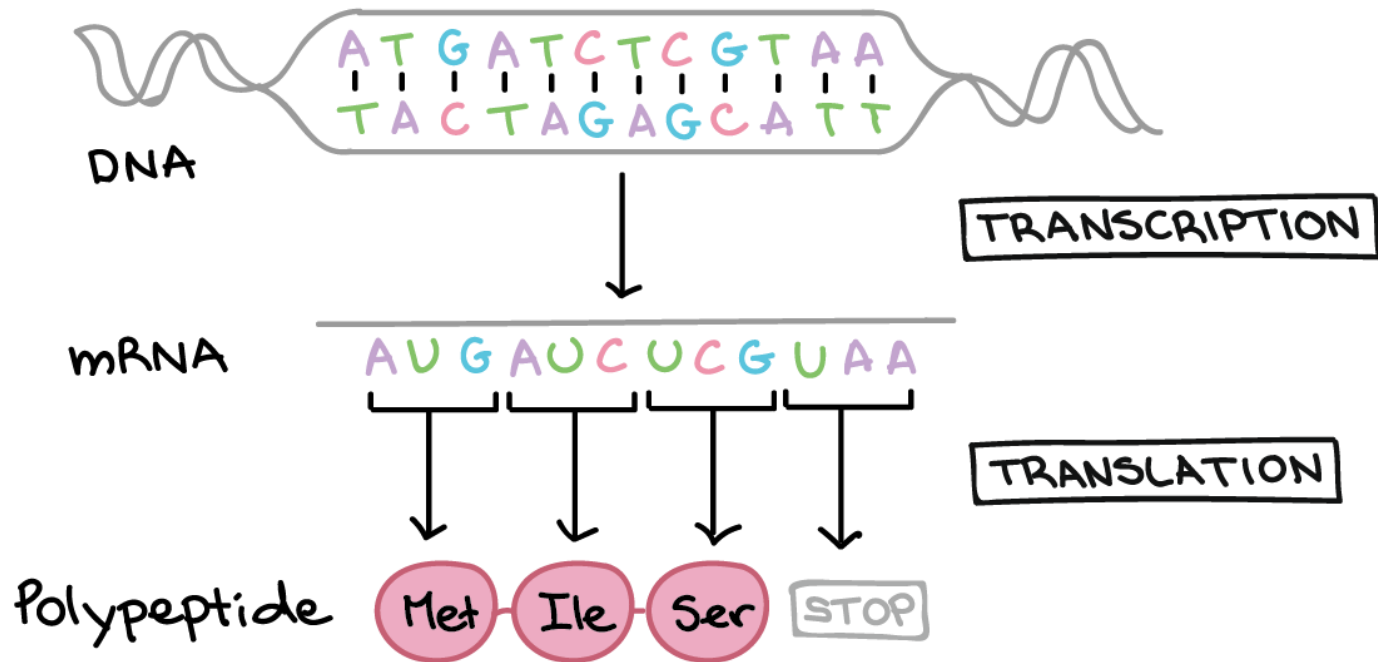 A T G A T C T C G T A A
T A C T A G A G C A T T
DNA
TRANSCRIPTION
mRNA A U G A U C U C G U A A
TRANSLATION
Polypeptide Met Ile Ser STOP